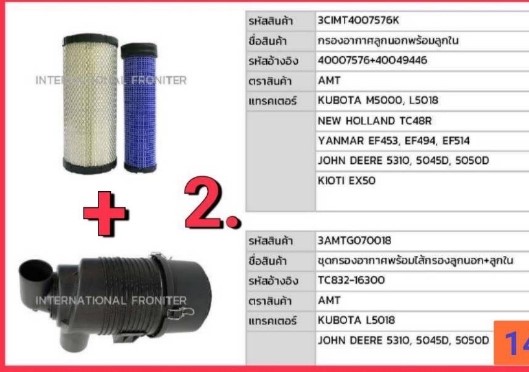 INTERNATIONAL FRONITER
รหัสสินค้า 3CIMT4007576K
ชื่อสินค้า กรองอากาศลูกนอกพร้อมลูกใน
รหัสอ้างอิง 40007576+40049446
ตราสินค้า AMT
แทรคเตอร์ KUBOTA M5000, L5018
NEW HOLLAND TC48R
YANMAR EF453, EF494, EF514
JOHN DEERE 5310, 5045D, 5050D
KIOTI EX50
+ 2.
INTERNATIONAL FRONITER
รหัสสินค้า 3AMTG070018
ชื่อสินค้า ชุดกรองอากาศพร้อมไส้กรองลูกนอก+ลูกใน
รหัสอ้างอิง TC832-16300
ตราสินค้า AMT
แทรคเตอร์ KUBOTA L5018
JOHN DEERE 5310, 5045D, 5050D
14